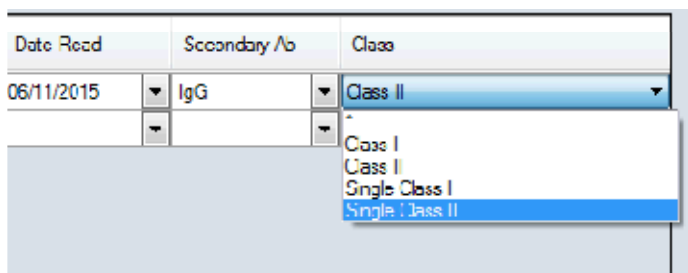 Date Read Secondary Ab Class
06/11/2015 IgG Class II
*
Class I
Class II
Single Class I
Single Class II